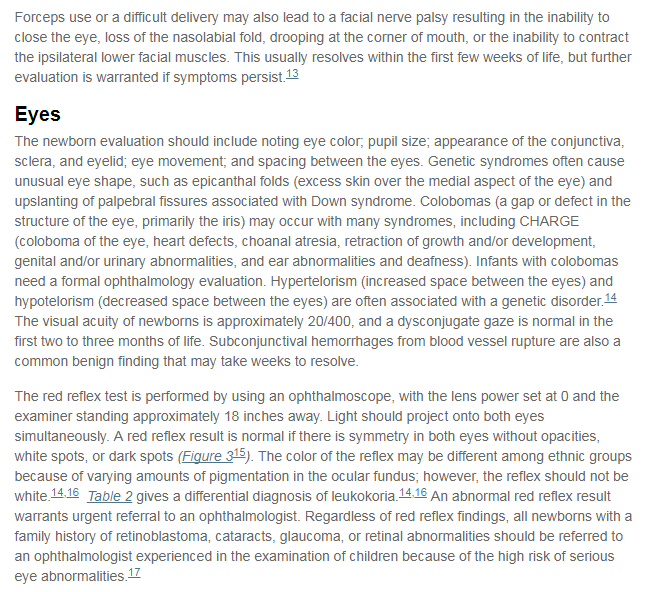 Forceps use or a difficult delivery may also lead to a facial nerve palsy resulting in the inability to
close the eye, loss of the nasolabial fold, drooping at the corner of mouth, or the inability to contract
the ipsilateral lower facial muscles. This usually resolves within the first few weeks of life, but further
evaluation is warranted if symptoms persist.13
Eyes
The newborn evaluation should include noting eye color; pupil size; appearance of the conjunctiva,
sclera, and eyelid; eye movement; and spacing between the eyes. Genetic syndromes often cause
unusual eye shape, such as epicanthal folds (excess skin over the medial aspect of the eye) and
upslanting of palpebral fissures associated with Down syndrome. Colobomas (a gap or defect in the
structure of the eye, primarily the iris) may occur with many syndromes, including CHARGE
(coloboma of the eye, heart defects, choanal atresia, retraction of growth and/or development,
genital and/or urinary abnormalities, and ear abnormalities and deafness). Infants with colobomas
need a formal ophthalmology evaluation. Hypertelorism (increased space between the eyes) and
hypotelorism (decreased space between the eyes) are often associated with a genetic disorder.14
The visual acuity of newborns is approximately 20/400, and a dysconjugate gaze is normal in the
first two to three months of life. Subconjunctival hemorrhages from blood vessel rupture are also a
common benign finding that may take weeks to resolve.
The red reflex test is performed by using an ophthalmoscope, with the lens power set at 0 and the
examiner standing approximately 18 inches away. Light should project onto both eyes
simultaneously. A red reflex result is normal if there is symmetry in both eyes without opacities,
white spots, or dark spots (Figure 315). The color of the reflex may be different among ethnic groups
because of varying amounts of pigmentation in the ocular fundus; however, the reflex should not be
white.14,16 Table 2 gives a differential diagnosis of leukokoria.14,16 An abnormal red reflex result
warrants urgent referral to an ophthalmologist. Regardless of red reflex findings, all newborns with a
family history of retinoblastoma, cataracts, glaucoma, or retinal abnormalities should be referred to
an ophthalmologist experienced in the examination of children because of the high risk of serious
eye abnormalities.17